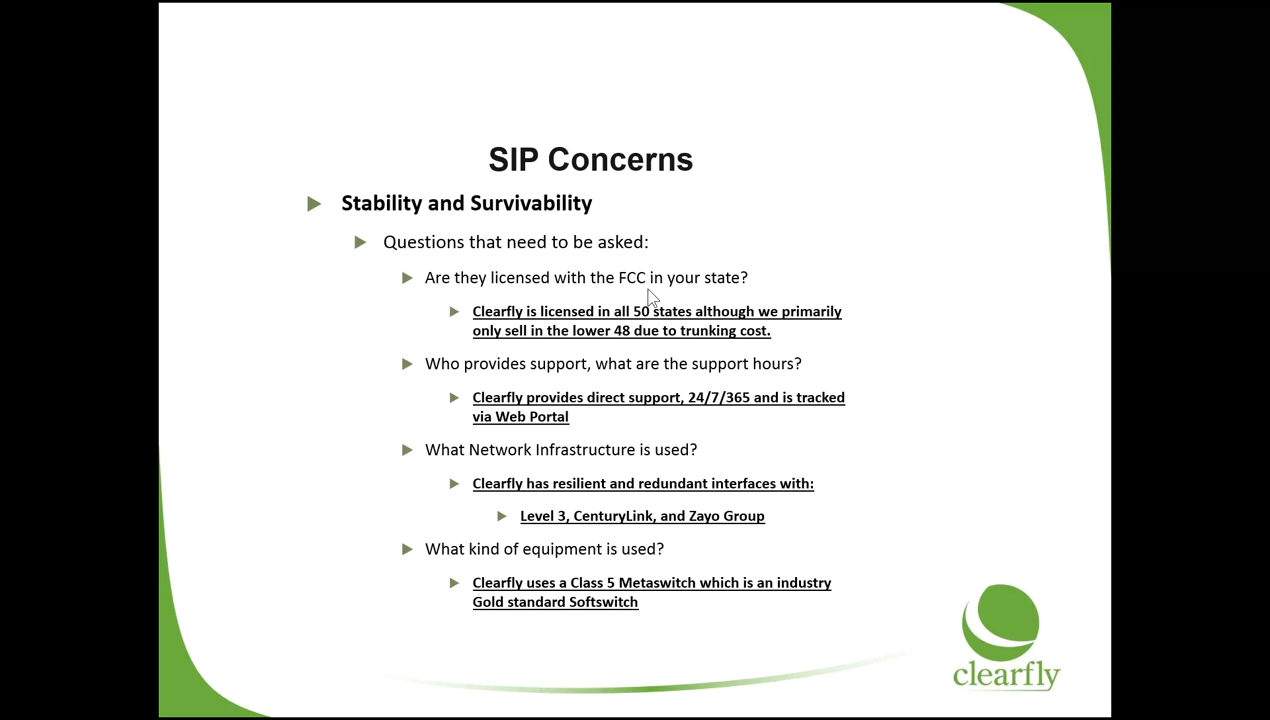 SIP Concerns
Stability and Survivability
Questions that need to be asked:
Are they licensed with the FCC in your state?
Clearfly is licensed in all 50 states although we primarily
only sell in the lower 48 due to trunking cost.
Who provides support, what are the support hours?
Clearfly provides direct support, 24/7/365 and is tracked
via Web Portal
What Network Infrastructure is used?
Clearfly has resilient and redundant interfaces with:
Level 3, CenturyLink, and Zayo Group
What kind of equipment is used?
Clearfly uses a Class 5 Metaswitch which is an industry
Gold standard Softswitch
clearfly